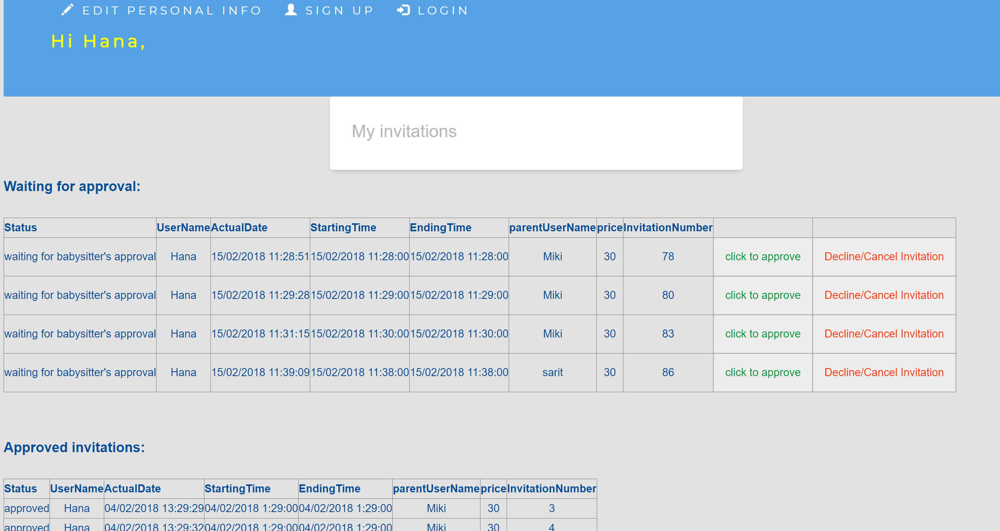 EDIT PERSONAL INFO SIGN UP LOGIN
Hi Hana,
My invitations
Waiting for approval:
Status UserName ActualDate StartingTime EndingTime parentUserName price InvitationNumber
waiting for babysitter's approval Hana 15/02/2018 11:28:51 15/02/2018 11:28:00 15/02/2018 11:28:00 Miki 30 78 click to approve Decline/Cancel Invitation
waiting for babysitter's approval Hana 15/02/2018 11:29:28 15/02/2018 11:29:00 15/02/2018 11:29:00 Miki 30 80 click to approve Decline/Cancel Invitation
waiting for babysitter's approval Hana 15/02/2018 11:31:15 15/02/2018 11:30:00 15/02/2018 11:30:00 Miki 30 83 click to approve Decline/Cancel Invitation
waiting for babysitter's approval Hana 15/02/2018 11:39:09 15/02/2018 11:38:00 15/02/2018 11:38:00 sarit 30 86 click to approve Decline/Cancel Invitation
Approved invitations:
Status UserName ActualDate StartingTime EndingTime parentUserName price InvitationNumber
approved Hana 04/02/2018 13:29:29 04/02/2018 1:29:00 04/02/2018 1:29:00 Miki 30 3
approved Hana 04/02/2018 13:29:32 04/02/2018 1:29:00 04/02/2018 1:29:00 Miki 30 4